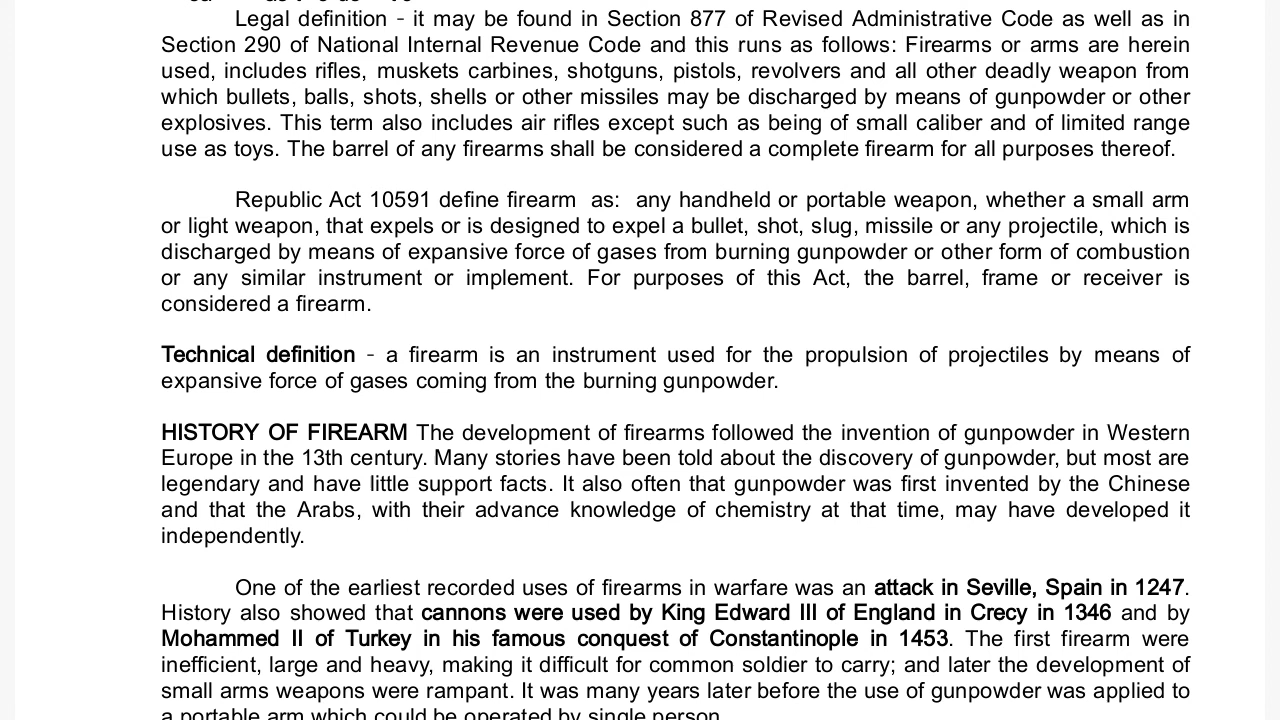 Legal definition - it may be found in Section 877 of Revised Administrative Code as well as in
Section 290 of National Internal Revenue Code and this runs as follows: Firearms or arms are herein
used, includes rifles, muskets carbines, shotguns, pistols, revolvers and all other deadly weapon from
which bullets, balls, shots, shells or other missiles may be discharged by means of gunpowder or other
explosives. This term also includes air rifles except such as being of small caliber and of limited range
use as toys. The barrel of any firearms shall be considered a complete firearm for all purposes thereof.
Republic Act 10591 define firearm as: any handheld or portable weapon, whether a small arm
or light weapon, that expels or is designed to expel a bullet, shot, slug, missile or any projectile, which is
discharged by means of expansive force of gases from burning gunpowder or other form of combustion
or any similar instrument or implement. For purposes of this Act, the barrel, frame or receiver is
considered a firearm.
Technical definition - a firearm is an instrument used for the propulsion of projectiles by means of
expansive force of gases coming from the burning gunpowder.
HISTORY OF FIREARM The development of firearms followed the invention of gunpowder in Western
Europe in the 13th century. Many stories have been told about the discovery of gunpowder, but most are
legendary and have little support facts. It also often that gunpowder was first invented by the Chinese
and that the Arabs, with their advance knowledge of chemistry at that time, may have developed it
independently.
One of the earliest recorded uses of firearms in warfare was an attack in Seville, Spain in 1247.
History also showed that cannons were used by King Edward III of England in Crecy in 1346 and by
Mohammed II of Turkey in his famous conquest of Constantinople in 1453. The first firearm were
inefficient, large and heavy, making it difficult for common soldier to carry; and later the development of
small arms weapons were rampant. It was many years later before the use of gunpowder was applied to
a portable arm which could be operated by single person.